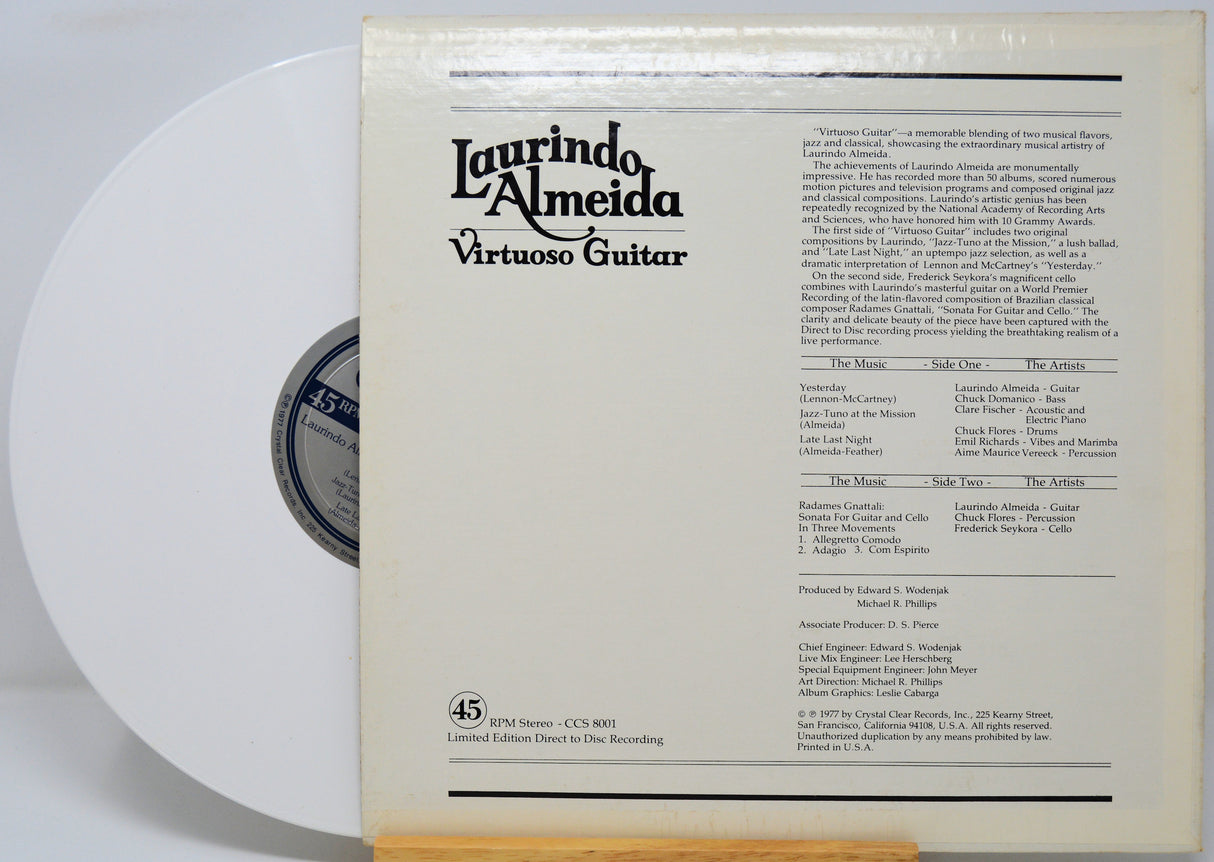 Laurindo
Almeida
Virtuoso Guitar
"Virtuoso Guitar"—a memorable blending of two musical flavors,
jazz and classical, showcasing the extraordinary musical artistry of
Laurindo Almeida.
The achievements of Laurindo Almeida are monumentally
impressive. He has recorded more than 50 albums, scored numerous
motion pictures and television programs and composed original jazz
and classical compositions. Laurindo's artistic genius has been
repeatedly recognized by the National Academy of Recording Arts
and Sciences, who have honored him with 10 Grammy Awards.
The first side of "Virtuoso Guitar" includes two original
compositions by Laurindo, "Jazz-Tuno at the Mission," a lush ballad,
and "Late Last Night," an uptempo jazz selection, as well as a
dramatic interpretation of Lennon and McCartney's "Yesterday."
On the second side, Frederick Seykora's magnificent cello
combines with Laurindo's masterful guitar on a World Premier
Recording of the latin-flavored composition of Brazilian classical
composer Radames Gnattali, "Sonata For Guitar and Cello." The
clarity and delicate beauty of the piece have been captured with the
Direct to Disc recording process yielding the breathtaking realism of a
live performance.
The Music - Side One - The Artists
Yesterday
(Lennon-McCartney)
Jazz-Tuno at the Mission
(Almeida)
Late Last Night
(Almeida-Feather)
Laurindo Almeida - Guitar
Chuck Domanico - Bass
Clare Fischer - Acoustic and
Electric Piano
Chuck Flores - Drums
Emil Richards - Vibes and Marimba
Aime Maurice Vereeck - Percussion
The Music - Side Two - The Artists
Radames Gnattali:
Sonata For Guitar and Cello
In Three Movements
1. Allegretto Comodo
2. Adagio 3. Com Espirito
Laurindo Almeida - Guitar
Chuck Flores - Percussion
Frederick Seykora - Cello
Produced by Edward S. Wodenjak
Michael R. Phillips
Associate Producer: D. S. Pierce
Chief Engineer: Edward S. Wodenjak
Live Mix Engineer: Lee Herschberg
Special Equipment Engineer: John Meyer
Art Direction: Michael R. Phillips
Album Graphics: Leslie Cabarga
© ℗ 1977 by Crystal Clear Records, Inc., 225 Kearny Street,
San Francisco, California 94108, U.S.A. All rights reserved.
Unauthorized duplication by any means prohibited by law.
Printed in U.S.A.
45 RPM Stereo - CCS 8001
Limited Edition Direct to Disc Recording
45 RPM
Laurindo
Jazz-Tun
Late La
©℗ 1977 Crystal Clear Records, Inc. 225 Kearny Street